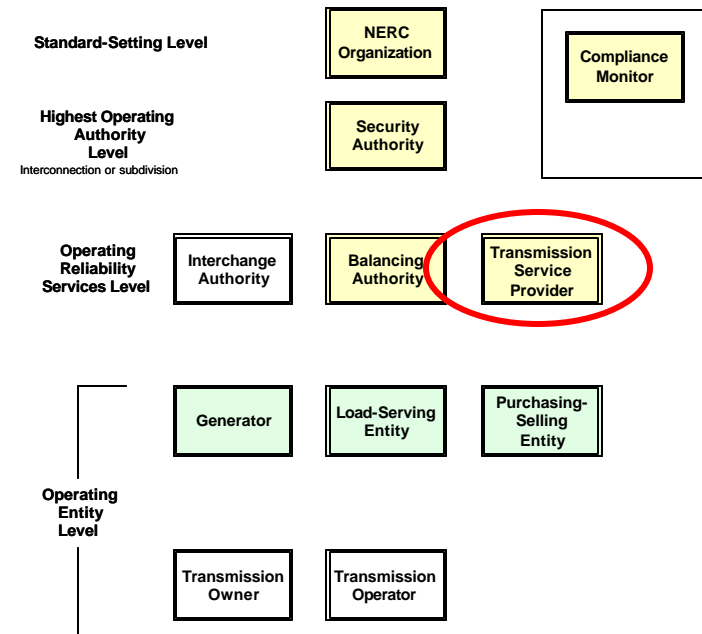 Standard-Setting Level
NERC
Organization
Compliance
Monitor
Highest Operating
Authority
Level
Interconnection or subdivision
Security
Authority
Operating
Reliability
Services Level
Interchange
Authority
Balancing
Authority
Transmission
Service
Provider
Generator
Load-Serving
Entity
Purchasing-
Selling
Entity
Operating
Entity
Level
Transmission
Owner
Transmission
Operator